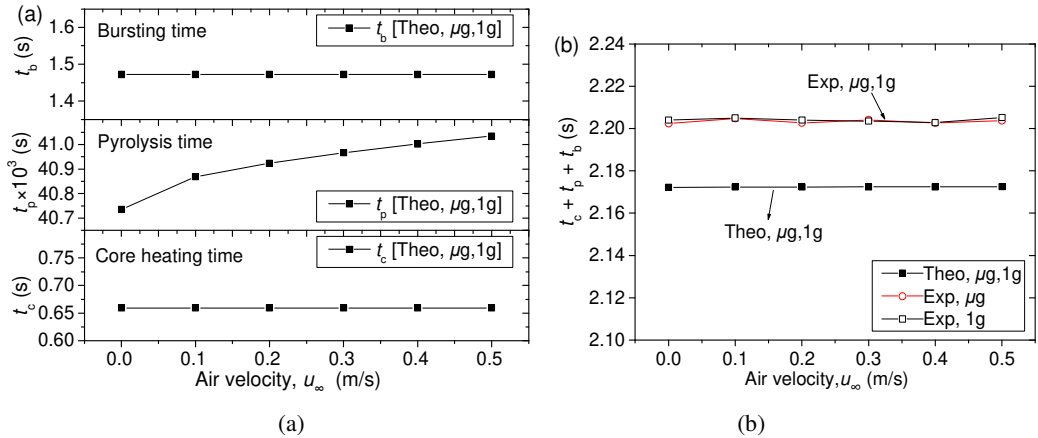 (a)
Bursting time
t_b [Theo, µg,1g]
t_b (s)
1.6
1.5
1.4
Pyrolysis time
t_p [Theo, µg,1g]
t_p×10³ (s)
41.0
40.9
40.8
40.7
Core heating time
t_c [Theo, µg,1g]
t_c (s)
0.75
0.70
0.65
0.60
0.0 0.1 0.2 0.3 0.4 0.5
Air velocity, u_∞ (m/s)
(a)
(b)
t_c + t_p + t_b (s)
2.24
2.22
2.20
2.18
2.16
2.14
2.12
2.10
Exp, µg,1g
Theo, µg,1g
Theo, µg,1g
Exp, µg
Exp, 1g
0.0 0.1 0.2 0.3 0.4 0.5
Air velocity,u_∞ (m/s)
(b)